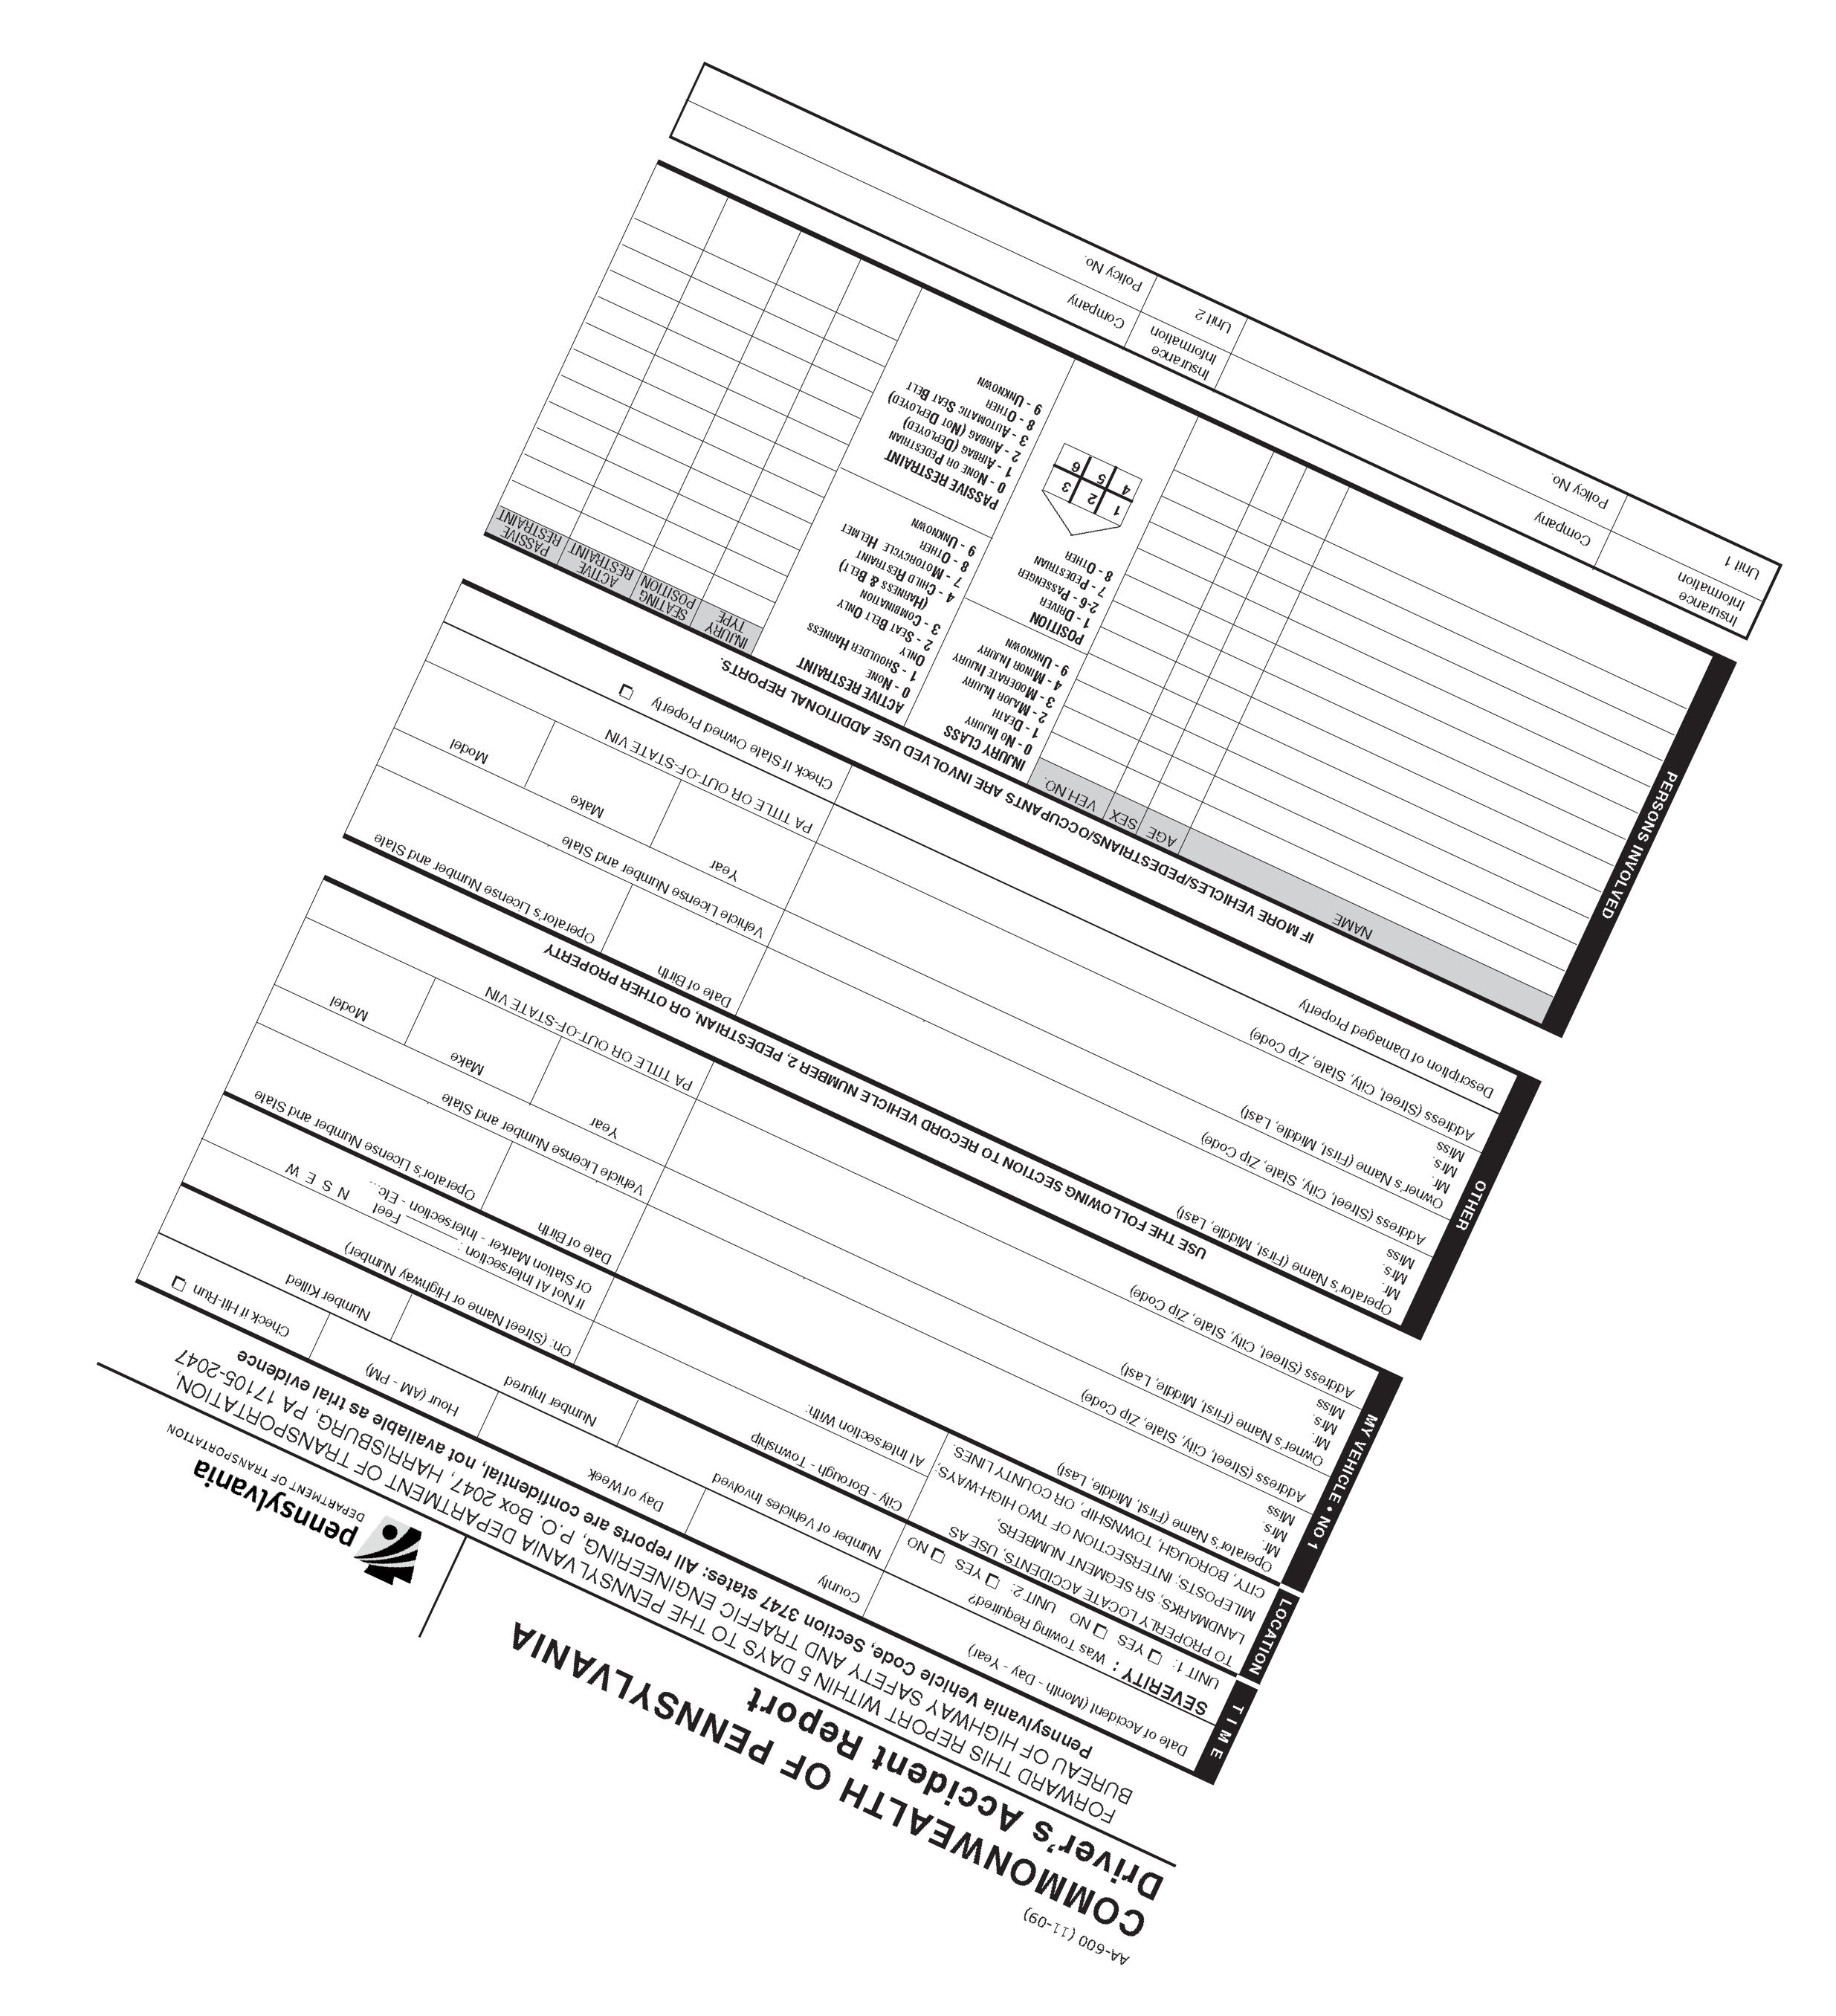 AA-600 (11-09)
COMMONWEALTH OF PENNSYLVANIA
Driver's Accident Report
pennsylvania
DEPARTMENT OF TRANSPORTATION
FORWARD THIS REPORT WITHIN 5 DAYS TO THE PENNSYLVANIA DEPARTMENT OF TRANSPORTATION,
BUREAU OF HIGHWAY SAFETY AND TRAFFIC ENGINEERING, P.O. Box 2047, HARRISBURG, PA 17105-2047
Pennsylvania Vehicle Code, Section 3747 states: All reports are confidential, not available as trial evidence
TIME
Date of Accident (Month - Day - Year)
County
Day of Week
Hour (AM - PM)
Check if Hit-Run
SEVERITY : Was Towing Required?
UNIT 1: YES NO UNIT 2: YES NO
Number of Vehicles Involved
Number Injured
Number Killed
LOCATION
TO PROPERLY LOCATE ACCIDENTS, USE AS
LANDMARKS; SR SEGMENT NUMBERS,
MILEPOSTS; INTERSECTION OF TWO HIGH-WAYS;
CITY, BOROUGH, TOWNSHIP, OR COUNTY LINES.
City - Borough - Township
On: (Street Name or Highway Number)
At Intersection With:
If Not At Intersection : Feet N S E W
Of Station Marker - Intersection - Etc...
MY VEHICLE • NO 1
Operator's Name (First, Middle, Last)
Mr.
Mrs.
Miss
Date of Birth
Operator's License Number and State
Address (Street, City, State, Zip Code)
Vehicle License Number and State
Owner's Name (First, Middle, Last)
Mr.
Mrs.
Miss
Year
Make
Model
Address (Street, City, State, Zip Code)
PA TITLE OR OUT-OF-STATE VIN
USE THE FOLLOWING SECTION TO RECORD VEHICLE NUMBER 2, PEDESTRIAN, OR OTHER PROPERTY
OTHER
Operator's Name (First, Middle, Last)
Mr.
Mrs.
Miss
Date of Birth
Operator's License Number and State
Address (Street, City, State, Zip Code)
Vehicle License Number and State
Owner's Name (First, Middle, Last)
Mr.
Mrs.
Miss
Year
Make
Model
Address (Street, City, State, Zip Code)
PA TITLE OR OUT-OF-STATE VIN
Description of Damaged Property
Check if State Owned Property
IF MORE VEHICLES/PEDESTRIANS/OCCUPANTS ARE INVOLVED USE ADDITIONAL REPORTS.
PERSONS INVOLVED
NAME
AGE
SEX
VEH NO.
INJURY CLASS
0 - NO INJURY
1 - DEATH
2 - MAJOR INJURY
3 - MODERATE INJURY
4 - MINOR INJURY
9 - UNKNOWN
POSITION
1 - DRIVER
2-6 - PASSENGER
7 - PEDESTRIAN
8 - OTHER
1 2 3
4 5 6
ACTIVE RESTRAINT
0 - NONE
1 - SHOULDER HARNESS
ONLY
2 - SEAT BELT ONLY
3 - COMBINATION
(HARNESS & BELT)
4 - CHILD RESTRAINT
7 - MOTORCYCLE HELMET
8 - OTHER
9 - UNKNOWN
PASSIVE RESTRAINT
0 - NONE OR PEDESTRIAN
1 - AIRBAG (DEPLOYED)
2 - AIRBAG (NOT DEPLOYED)
3 - AUTOMATIC SEAT BELT
8 - OTHER
9 - UNKNOWN
INJURY
TYPE
SEATING
POSITION
ACTIVE
RESTRAINT
PASSIVE
RESTRAINT
Insurance
Information
Company
Unit 1
Policy No.
Insurance
Information
Company
Unit 2
Policy No.